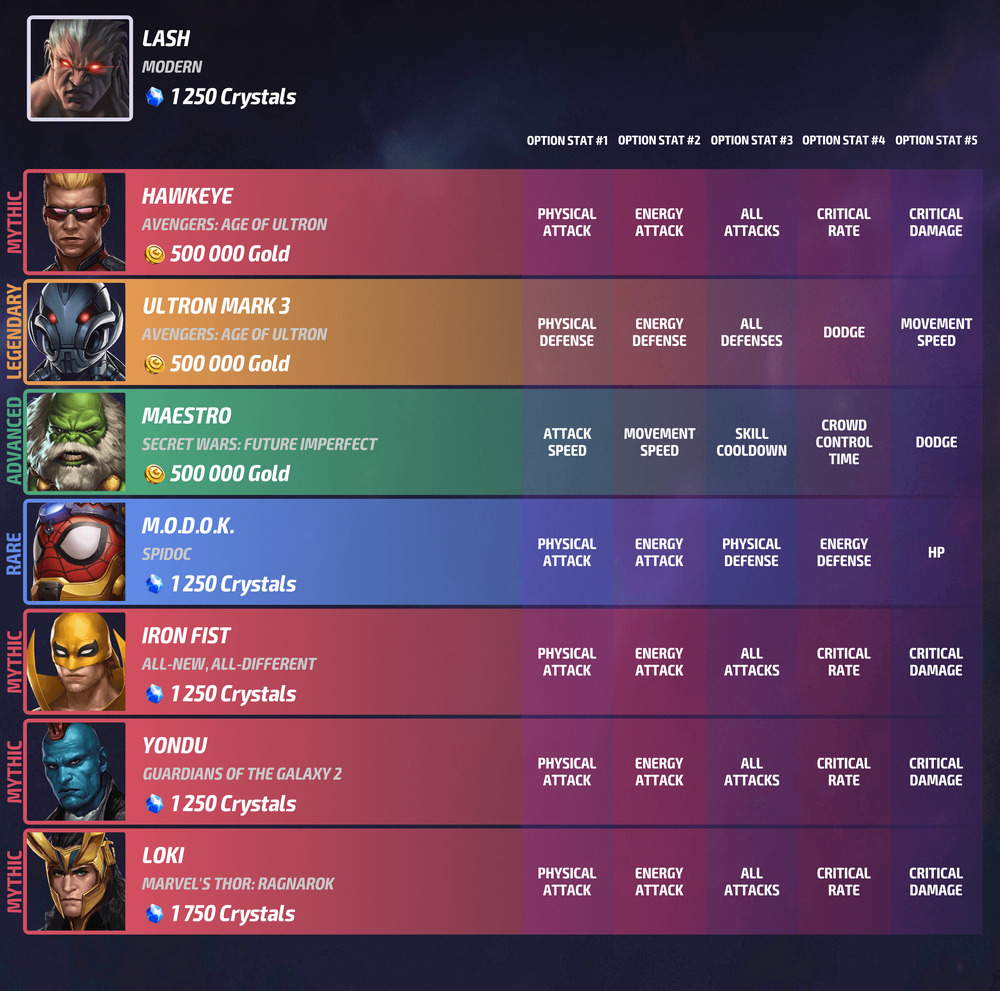 LASH
MODERN
1 250 Crystals
OPTION STAT #1 OPTION STAT #2 OPTION STAT #3 OPTION STAT #4 OPTION STAT #5
MYTHIC
HAWKEYE
AVENGERS: AGE OF ULTRON
500 000 Gold
PHYSICAL
ATTACK
ENERGY
ATTACK
ALL
ATTACKS
CRITICAL
RATE
CRITICAL
DAMAGE
LEGENDARY
ULTRON MARK 3
AVENGERS: AGE OF ULTRON
500 000 Gold
PHYSICAL
DEFENSE
ENERGY
DEFENSE
ALL
DEFENSES
DODGE
MOVEMENT
SPEED
ADVANCED
MAESTRO
SECRET WARS: FUTURE IMPERFECT
500 000 Gold
ATTACK
SPEED
MOVEMENT
SPEED
SKILL
COOLDOWN
CROWD
CONTROL
TIME
DODGE
RARE
M.O.D.O.K.
SPIDOC
1 250 Crystals
PHYSICAL
ATTACK
ENERGY
ATTACK
PHYSICAL
DEFENSE
ENERGY
DEFENSE
HP
MYTHIC
IRON FIST
ALL-NEW, ALL-DIFFERENT
1 250 Crystals
PHYSICAL
ATTACK
ENERGY
ATTACK
ALL
ATTACKS
CRITICAL
RATE
CRITICAL
DAMAGE
MYTHIC
YONDU
GUARDIANS OF THE GALAXY 2
1 250 Crystals
PHYSICAL
ATTACK
ENERGY
ATTACK
ALL
ATTACKS
CRITICAL
RATE
CRITICAL
DAMAGE
MYTHIC
LOKI
MARVEL'S THOR: RAGNAROK
1 750 Crystals
PHYSICAL
ATTACK
ENERGY
ATTACK
ALL
ATTACKS
CRITICAL
RATE
CRITICAL
DAMAGE